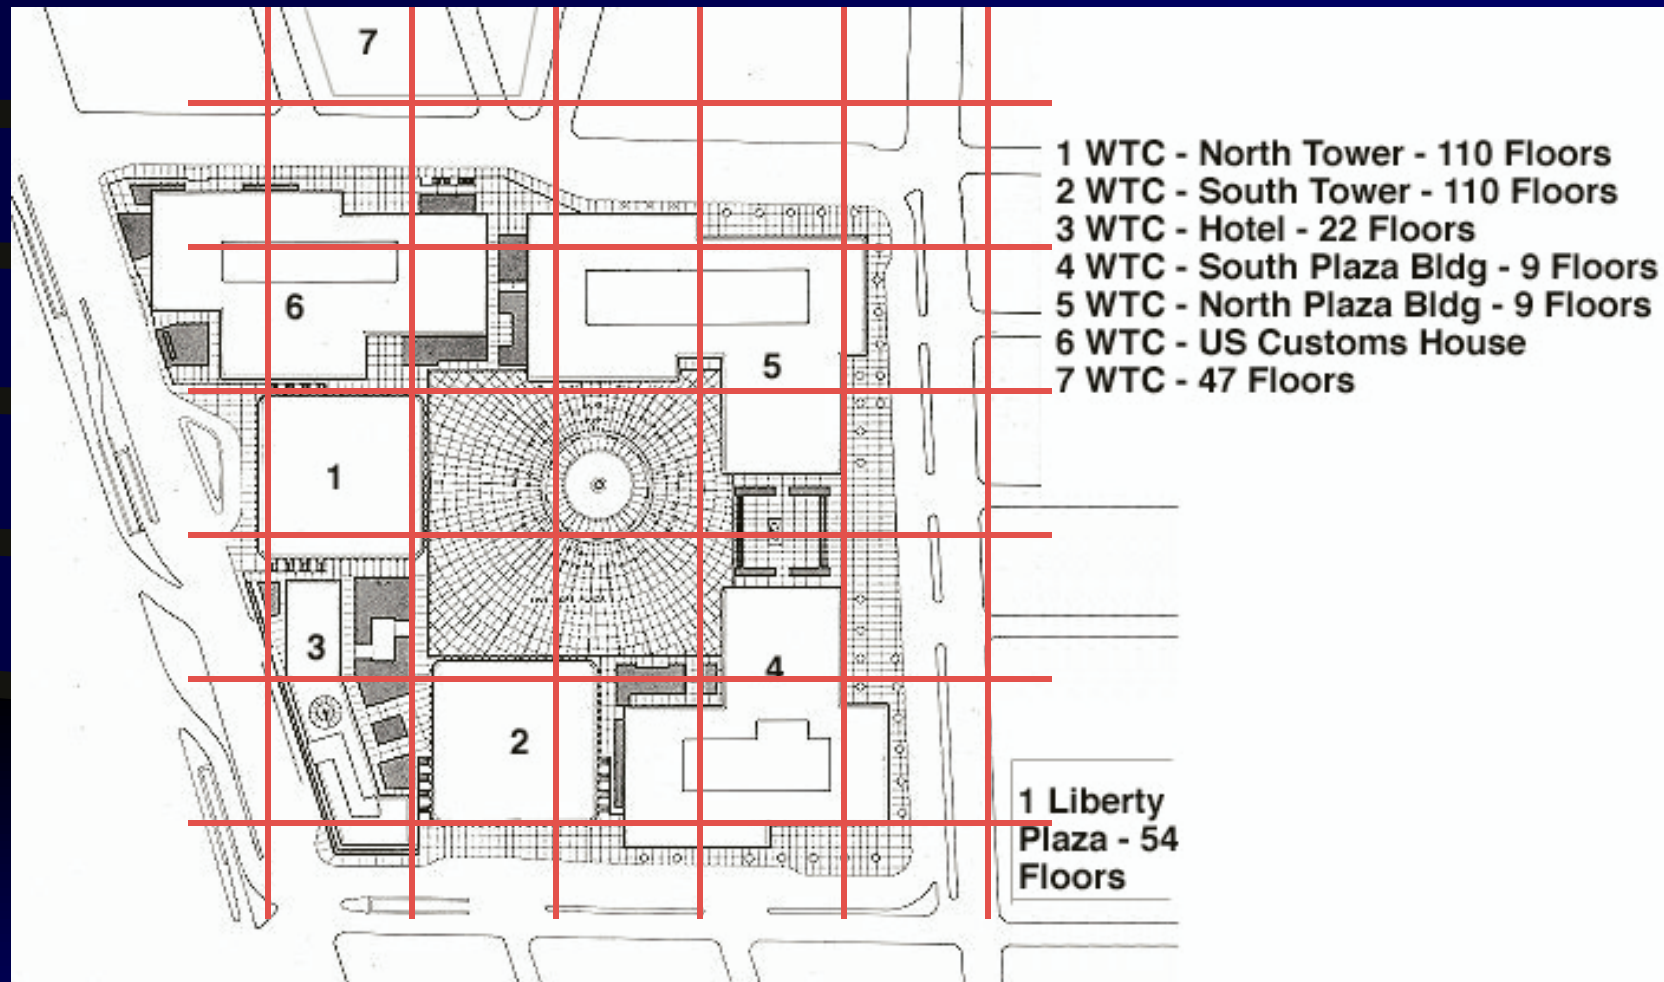 7
1 WTC - North Tower - 110 Floors
2 WTC - South Tower - 110 Floors
3 WTC - Hotel - 22 Floors
4 WTC - South Plaza Bldg - 9 Floors
5 WTC - North Plaza Bldg - 9 Floors
6 WTC - US Customs House
7 WTC - 47 Floors
6
5
1
3
4
2
1 Liberty
Plaza - 54
Floors